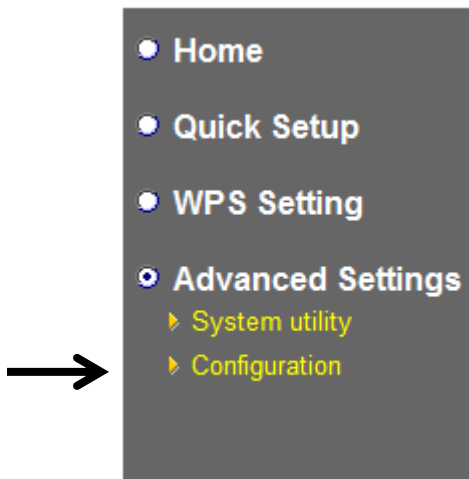 Home
Quick Setup
WPS Setting
Advanced Settings
System utility
Configuration